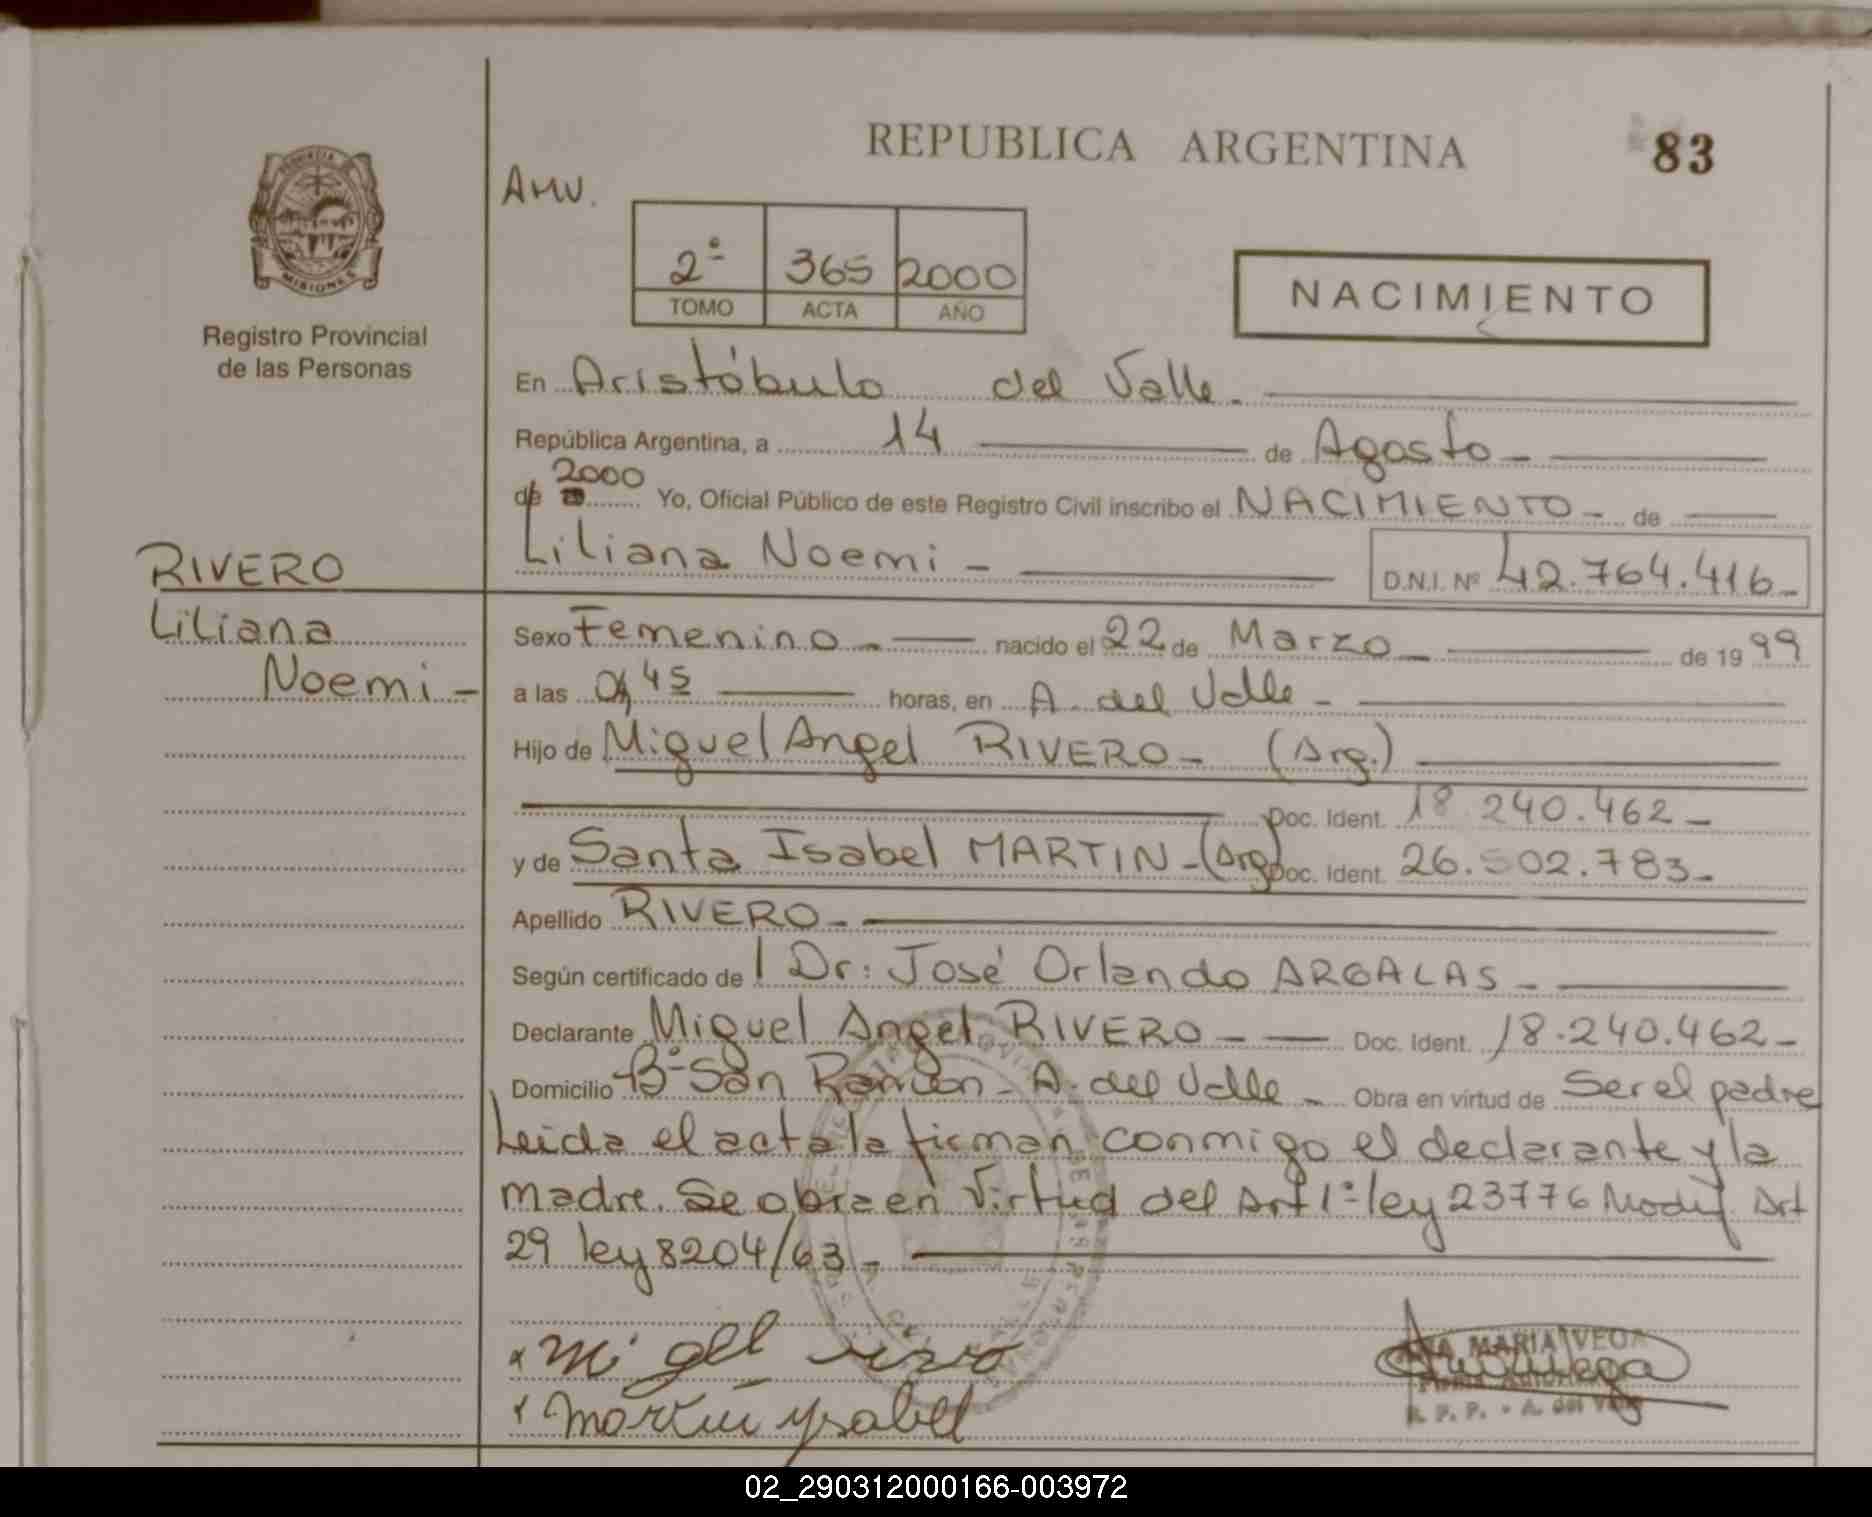 REPUBLICA ARGENTINA
83
PROVINCIA
MISIONES
Registro Provincial
de las Personas
AMV.
2º 365 2000
TOMO ACTA AÑO
NACIMIENTO
En Aristóbulo del Valle -
República Argentina, a 14 de Agosto -
2000
de Yo, Oficial Público de este Registro Civil inscribo el NACIMIENTO - de
Liliana Noemi - D.N.I. Nº 42.764.416-
RIVERO
Liliana
Noemi -
Sexo Femenino - nacido el 22 de Marzo - de 19 99
a las 45 horas, en A. del Valle -
Hijo de Miguel Angel RIVERO - (Arg.)
Doc. Ident. 18.240.462-
y de Santa Isabel MARTIN - (Arg) Doc. Ident. 26.502.783-
Apellido RIVERO -
Según certificado de Dr: José Orlando ARGALAS -
Declarante Miguel Angel RIVERO - Doc. Ident. 18.240.462-
Domicilio Bº San Ramon - A. del Valle - Obra en virtud de Ser el padre
Leida el acta la firman conmigo el declarante y la
madre. Se obra en Virtud del Art 1º ley 23776 Modif. Art
29 ley 8204/63 -
Martin ysabel
MARIA VEGA
R. P. P. - A. del Valle
02_290312000166-003972